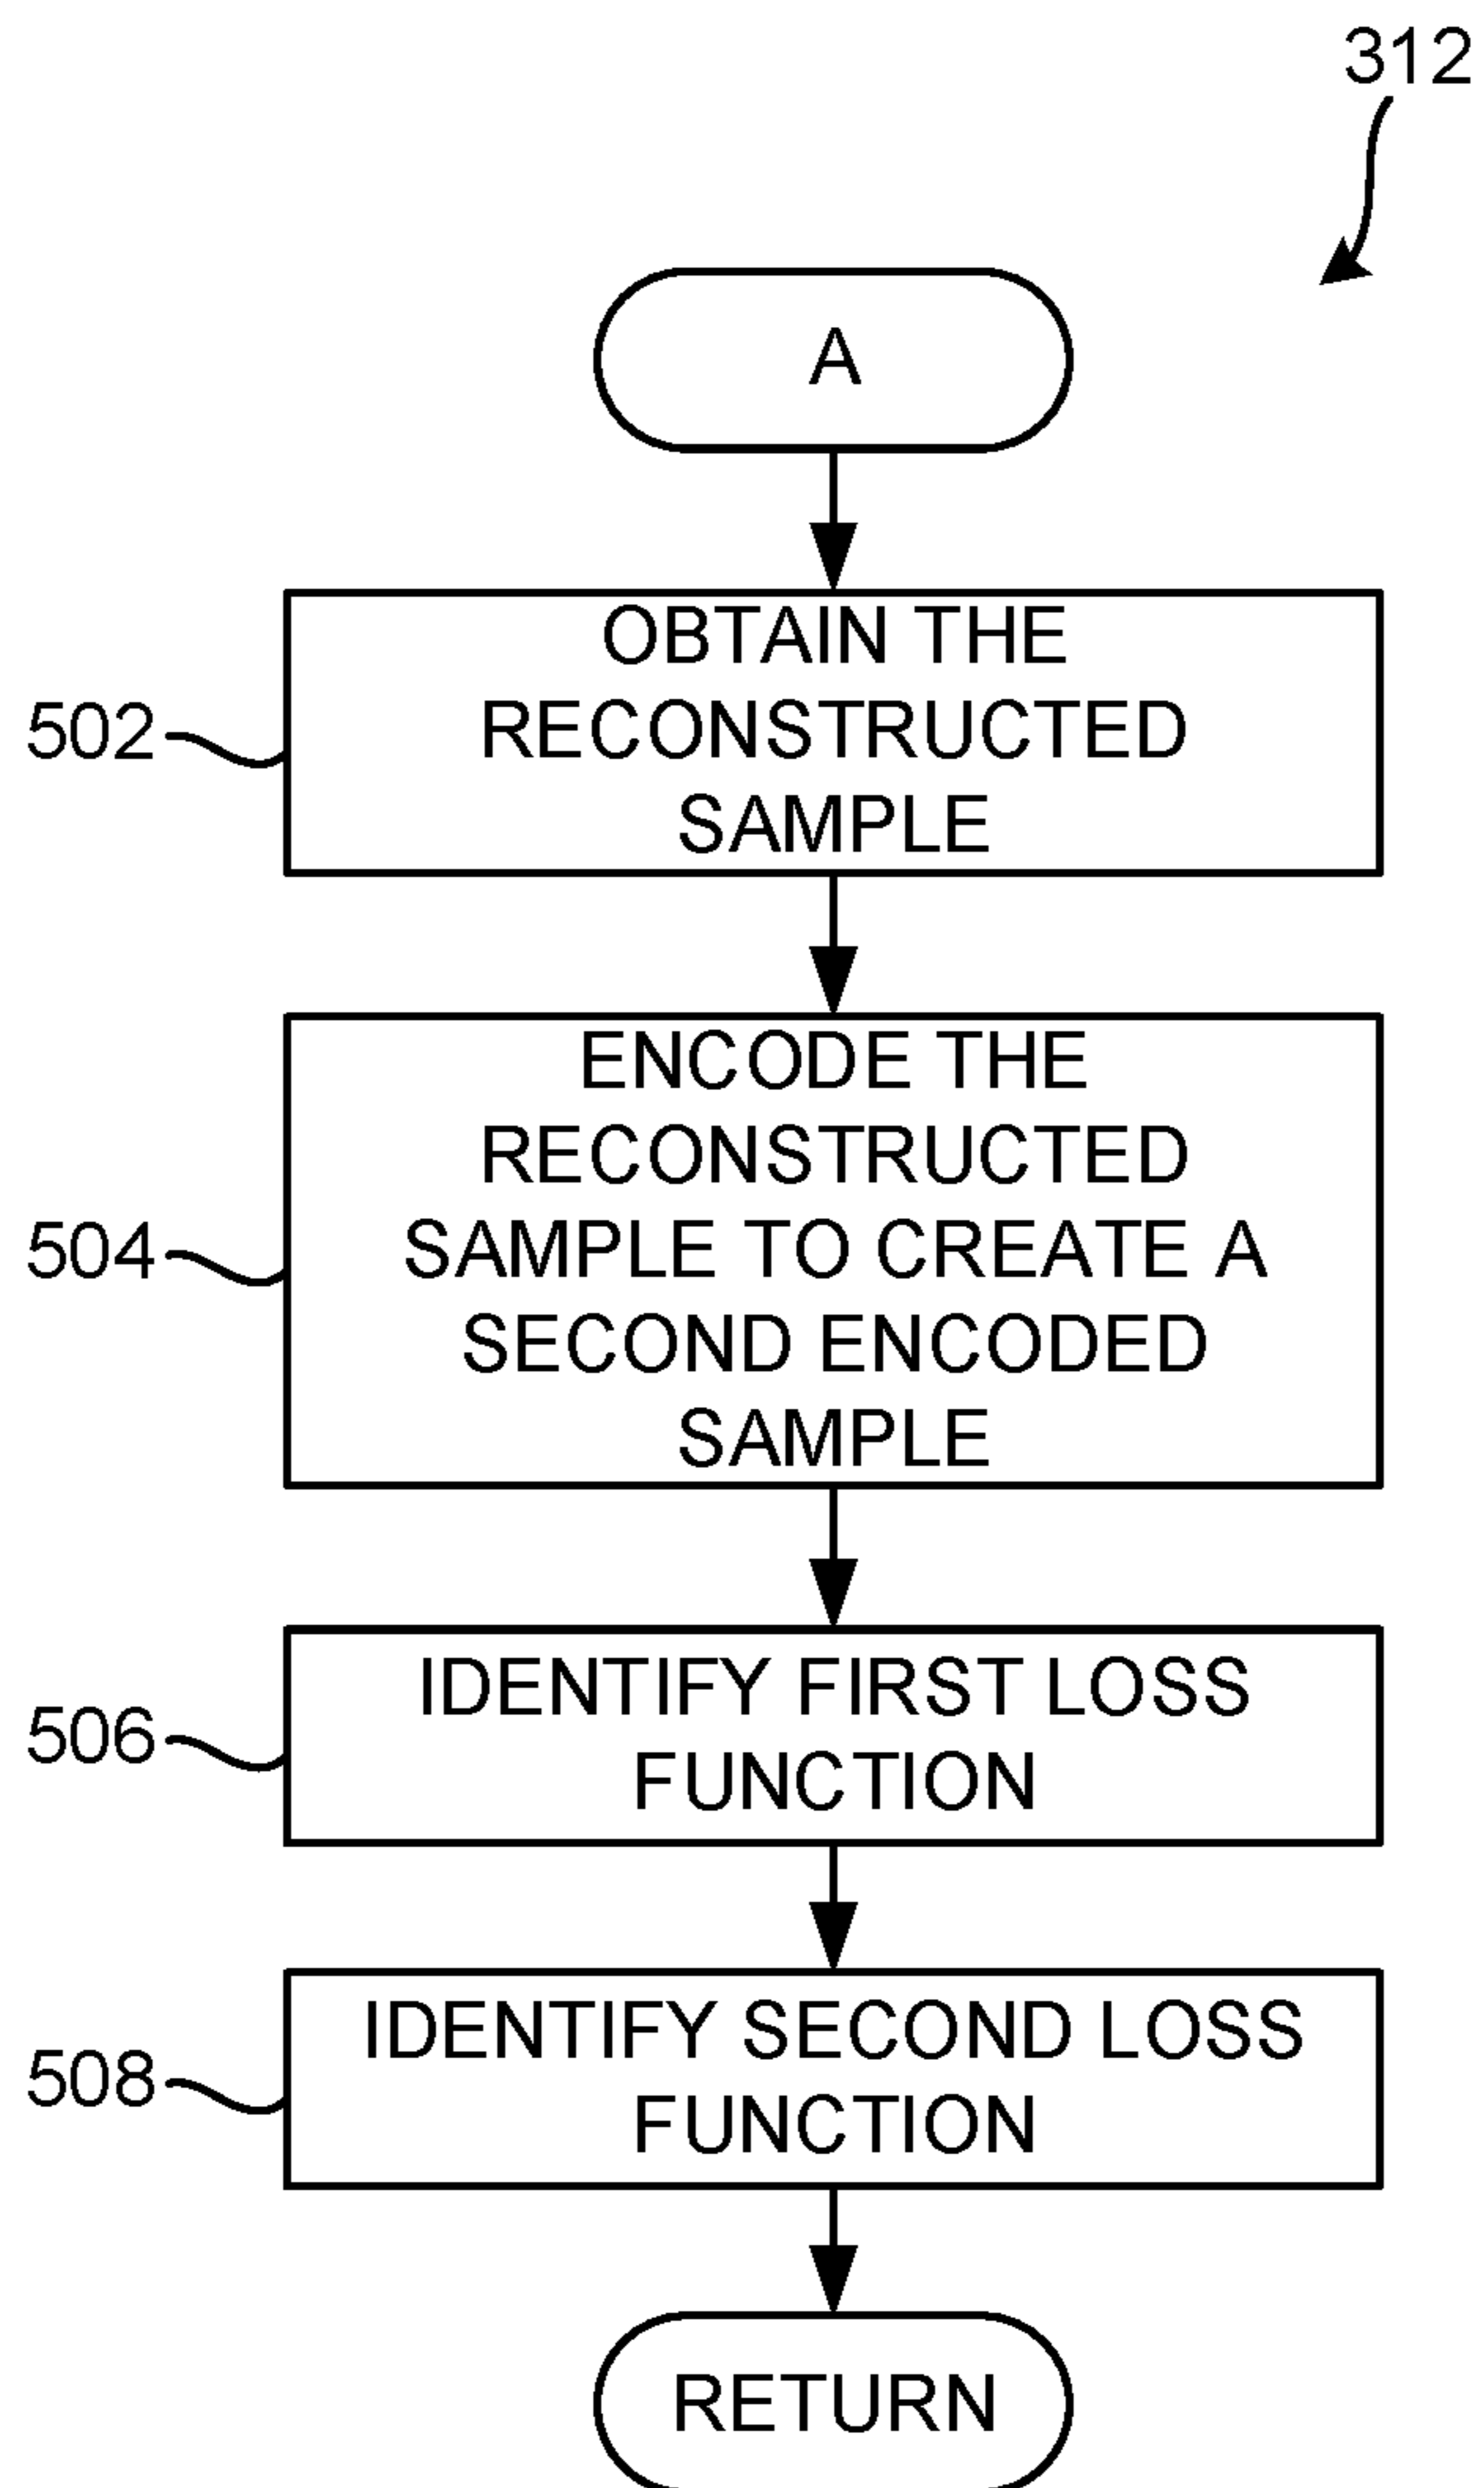 312
A
OBTAIN THE
RECONSTRUCTED
SAMPLE
502
ENCODE THE
RECONSTRUCTED
SAMPLE TO CREATE A
SECOND ENCODED
SAMPLE
504
IDENTIFY FIRST LOSS
FUNCTION
506
IDENTIFY SECOND LOSS
FUNCTION
508
RETURN